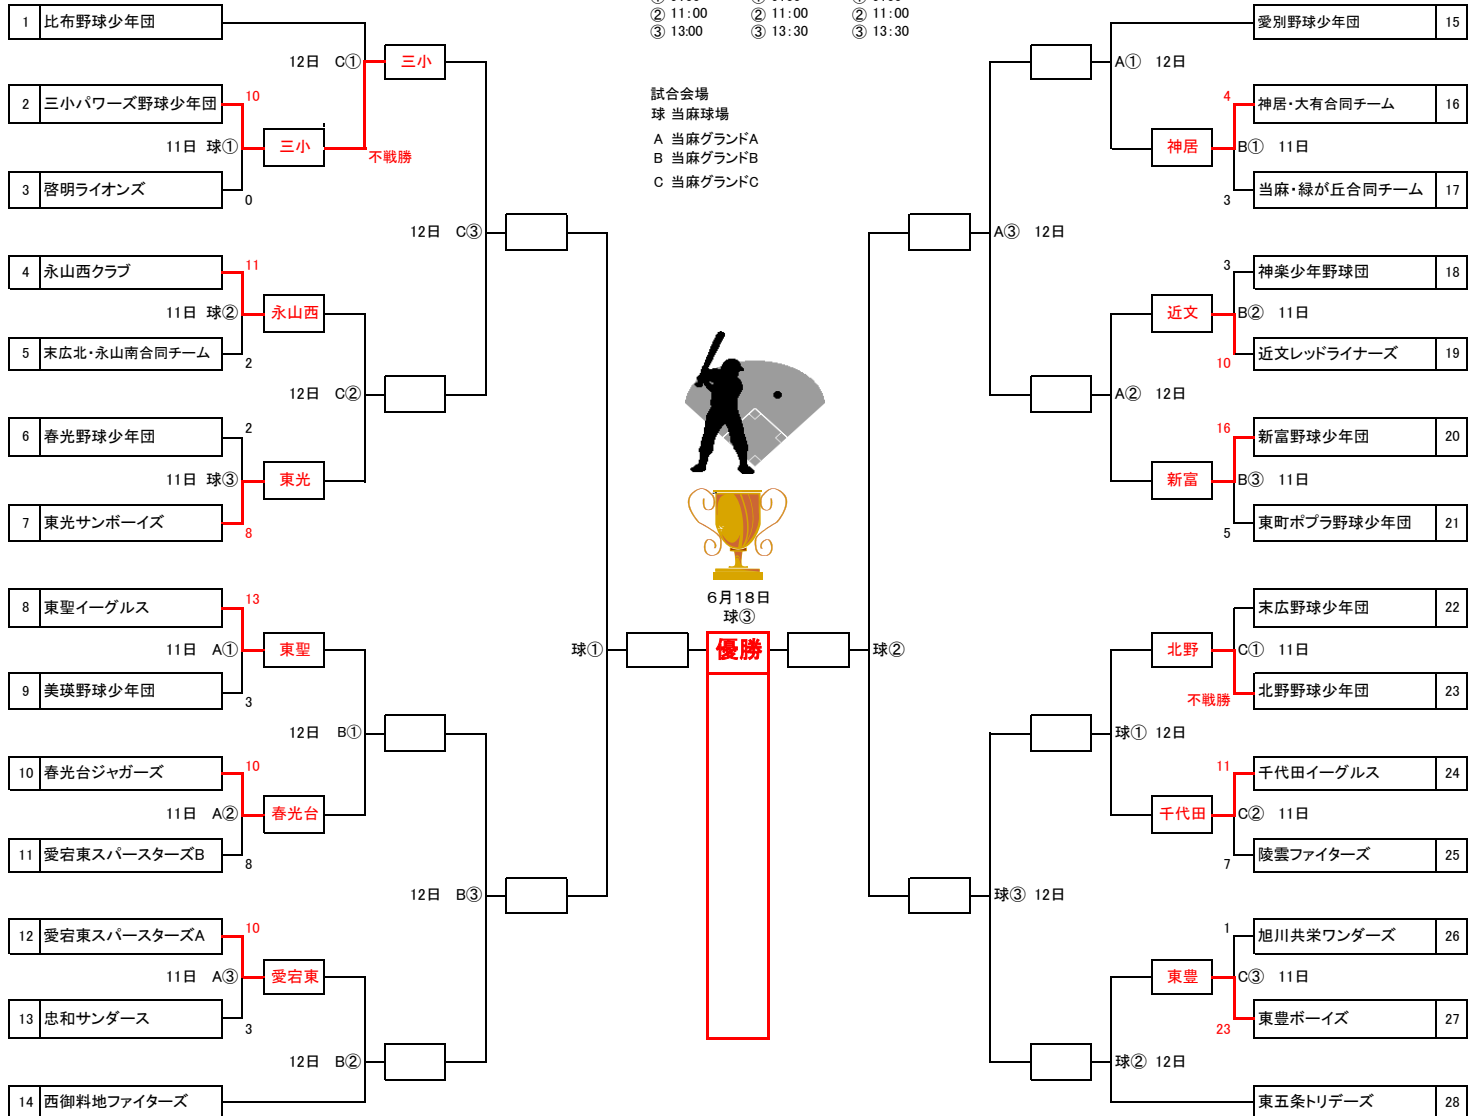 ② 11:00 ② 11:00 ② 11:00
③ 13:00 ③ 13:30 ③ 13:30
試合会場
球 当麻球場
A 当麻グランドA
B 当麻グランドB
C 当麻グランドC
1 比布野球少年団
12日 C① 三小
2 三小パワーズ野球少年団 10
11日 球① 三小 不戦勝
3 啓明ライオンズ 0
12日 C③
4 永山西クラブ 11
11日 球② 永山西
5 末広北・永山南合同チーム 2
12日 C②
6 春光野球少年団 2
11日 球③ 東光
7 東光サンボーイズ 8
8 東聖イーグルス 13
11日 A① 東聖
9 美瑛野球少年団 3
12日 B①
10 春光台ジャガーズ 10
11日 A② 春光台
11 愛宕東スパースターズB 8
12日 B③
12 愛宕東スパースターズA 10
11日 A③ 愛宕東
13 忠和サンダース 3
12日 B②
14 西御料地ファイターズ
6月18日
球③
球① 優勝 球②
愛別野球少年団 15
A① 12日
4 神居・大有合同チーム 16
神居 B① 11日
3 当麻・緑が丘合同チーム 17
A③ 12日
3 神楽少年野球団 18
近文 B② 11日
10 近文レッドライナーズ 19
A② 12日
16 新富野球少年団 20
新富 B③ 11日
5 東町ポプラ野球少年団 21
末広野球少年団 22
北野 C① 11日
不戦勝 北野野球少年団 23
球① 12日
11 千代田イーグルス 24
千代田 C② 11日
7 陵雲ファイターズ 25
球③ 12日
1 旭川共栄ワンダーズ 26
東豊 C③ 11日
23 東豊ボーイズ 27
球② 12日
東五条トリデーズ 28